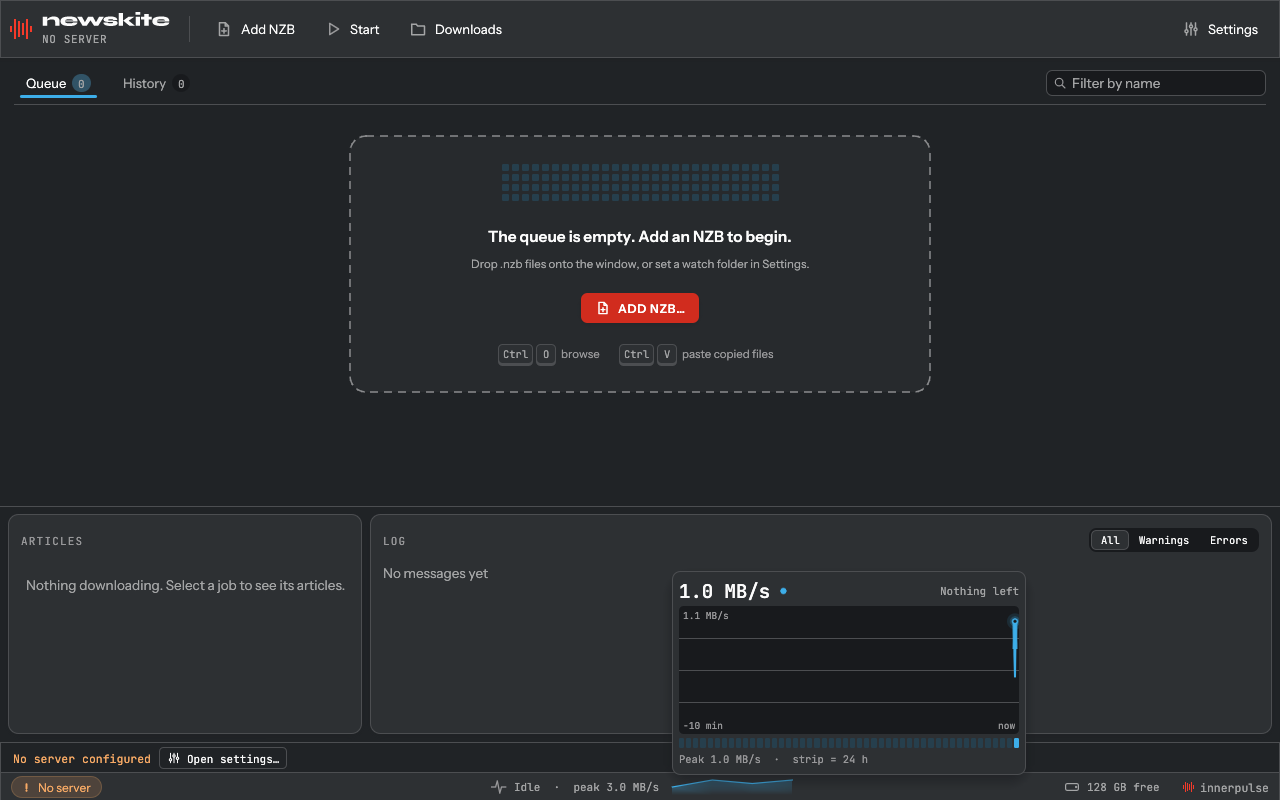 newskite
NO SERVER
Add NZB
Start
Downloads
Settings
Queue 0
History 0
Filter by name
The queue is empty. Add an NZB to begin.
Drop .nzb files onto the window, or set a watch folder in Settings.
ADD NZB…
Ctrl O browse Ctrl V paste copied files
ARTICLES
Nothing downloading. Select a job to see its articles.
LOG
All Warnings Errors
No messages yet
1.0 MB/s
Nothing left
1.1 MB/s
-10 min now
Peak 1.0 MB/s · strip = 24 h
No server configured
Open settings…
! No server
Idle · peak 3.0 MB/s
128 GB free
innerpulse